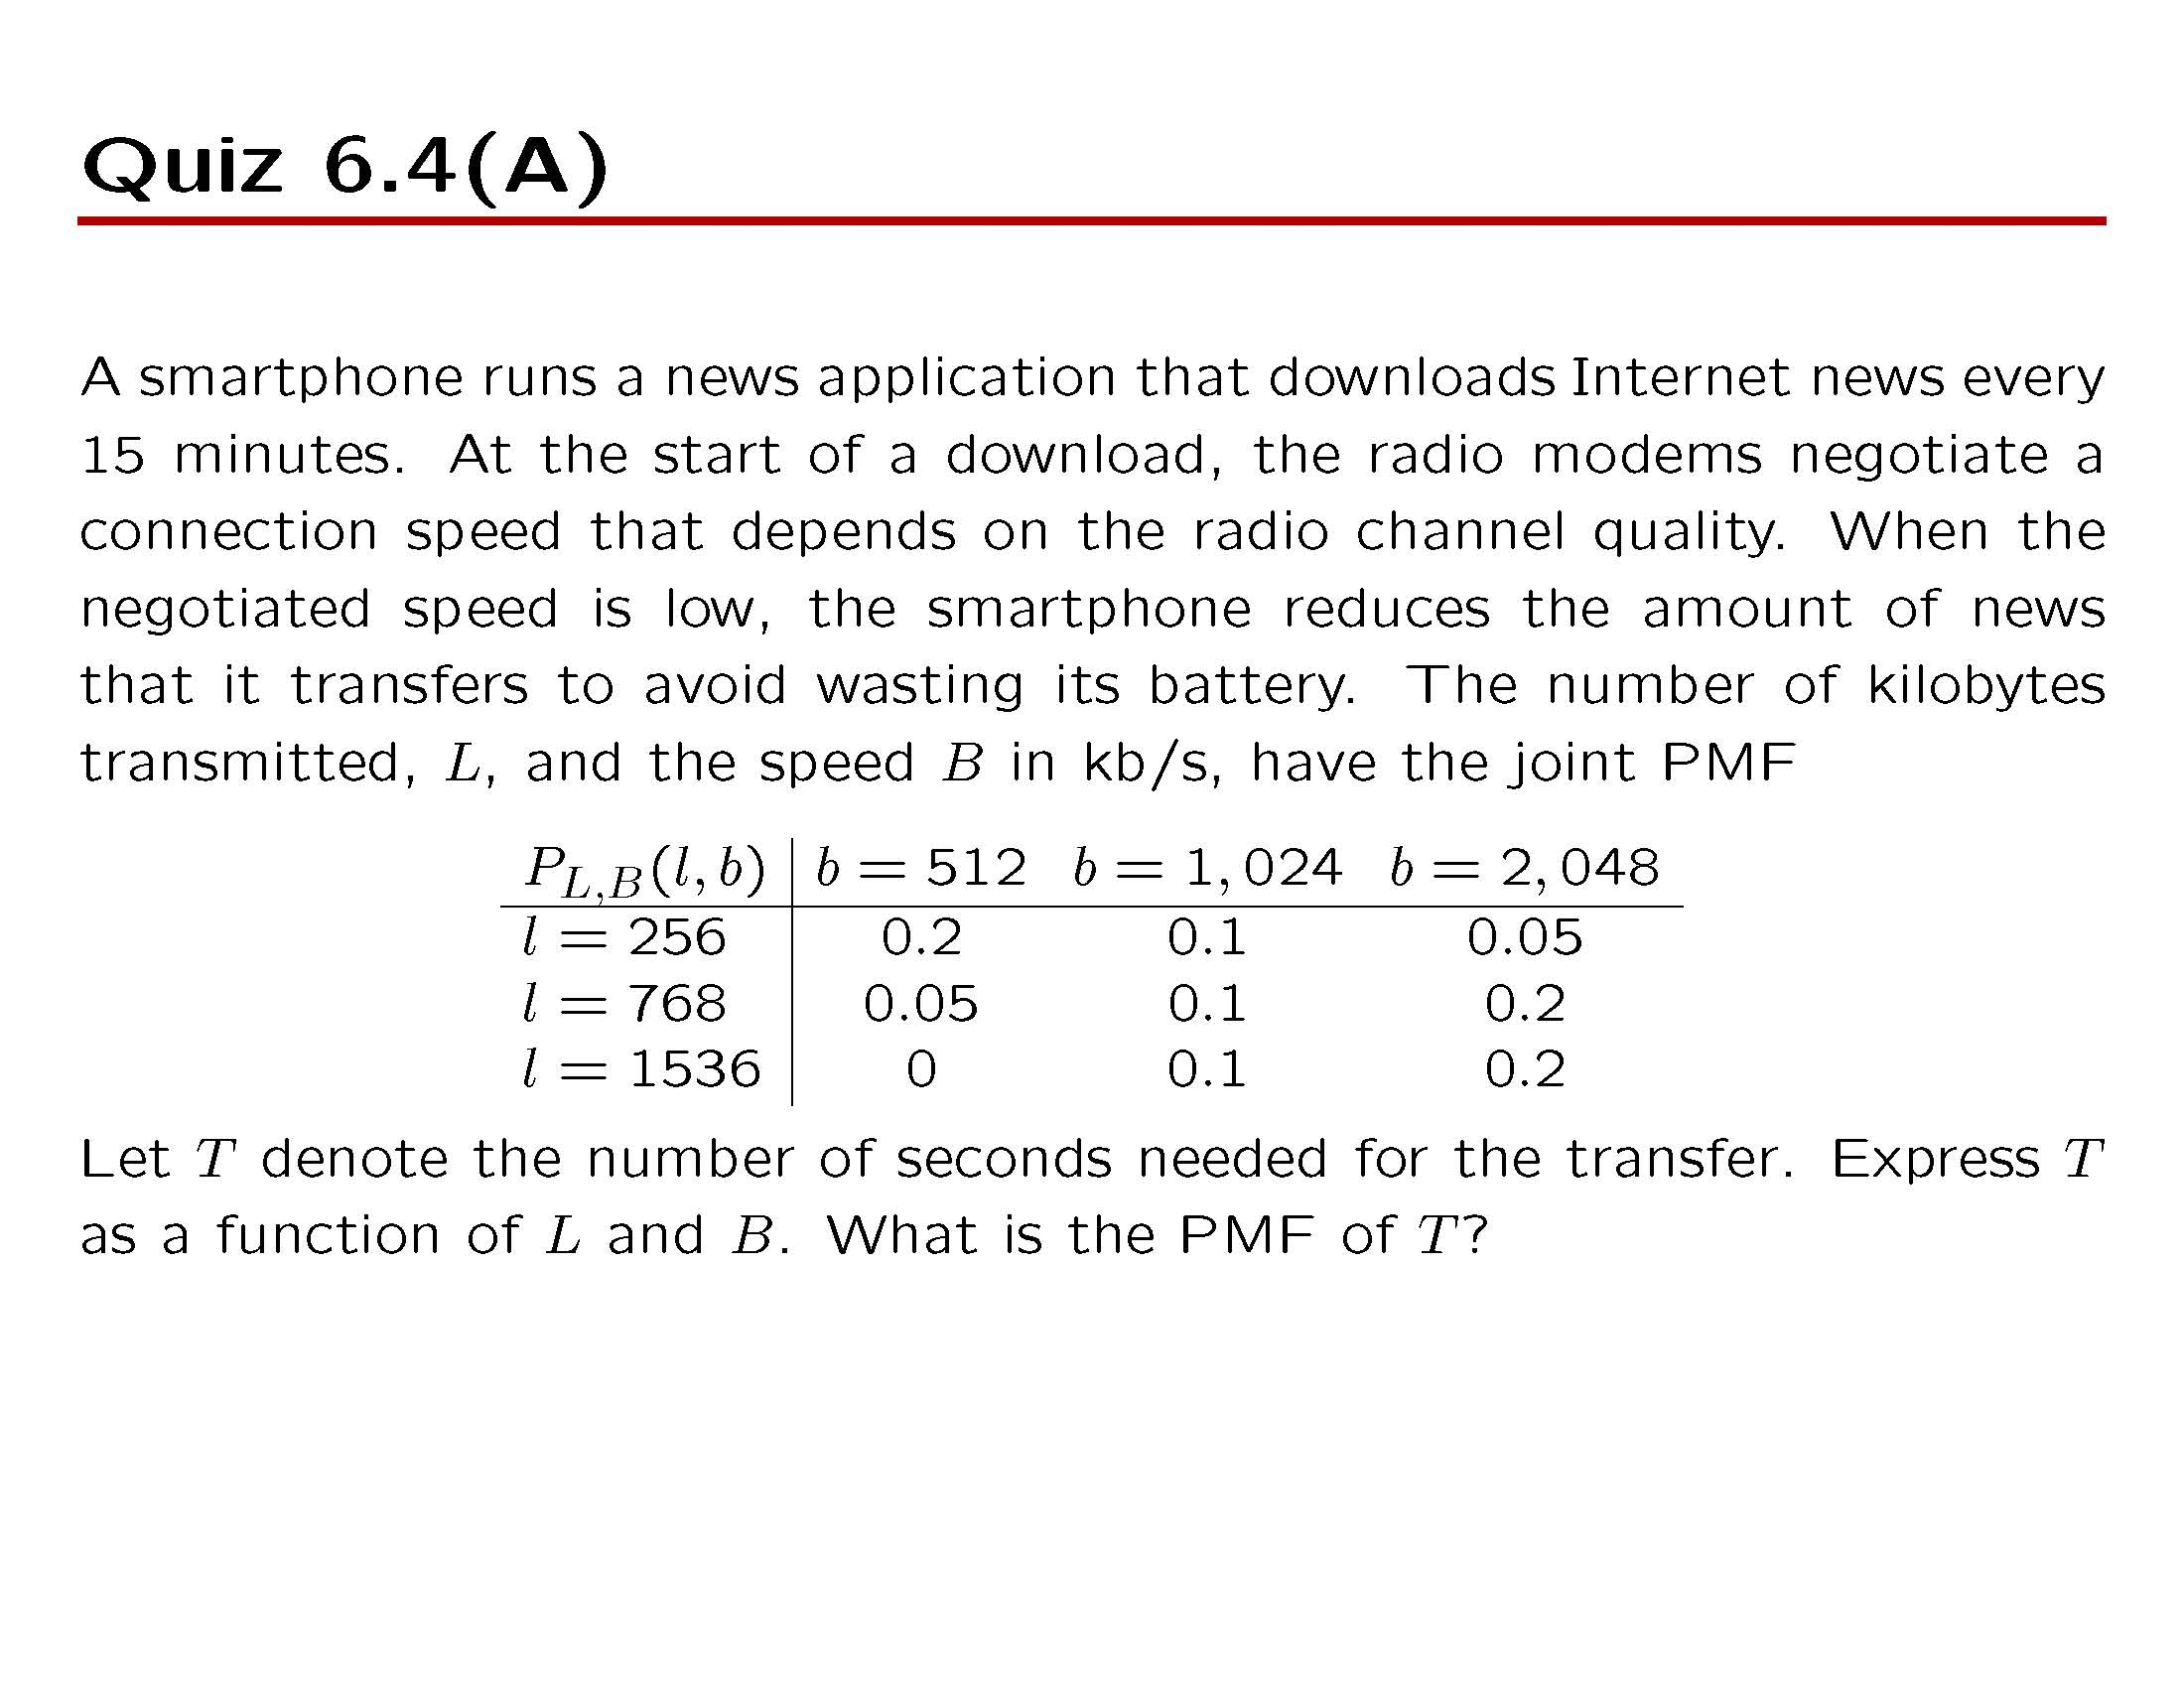 Quiz 6.4(A)
A smartphone runs a news application that downloads Internet news every
15 minutes. At the start of a download, the radio modems negotiate a
connection speed that depends on the radio channel quality. When the
negotiated speed is low, the smartphone reduces the amount of news
that it transfers to avoid wasting its battery. The number of kilobytes
transmitted, L, and the speed B in kb/s, have the joint PMF
P_{L,B}(l, b) b = 512 b = 1,024 b = 2,048
l = 256 0.2 0.1 0.05
l = 768 0.05 0.1 0.2
l = 1536 0 0.1 0.2
Let T denote the number of seconds needed for the transfer. Express T
as a function of L and B. What is the PMF of T?